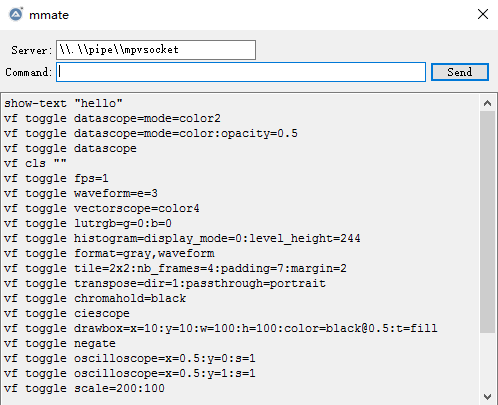 mmate
Server: \\.\\pipe\\mpvsocket
Command:
Send
show-text "hello"
vf toggle datascope=mode=color2
vf toggle datascope=mode=color:opacity=0.5
vf toggle datascope
vf cls ""
vf toggle fps=1
vf toggle waveform=e=3
vf toggle vectorscope=color4
vf toggle lutrgb=g=0:b=0
vf toggle histogram=display_mode=0:level_height=244
vf toggle format=gray,waveform
vf toggle tile=2x2:nb_frames=4:padding=7:margin=2
vf toggle transpose=dir=1:passthrough=portrait
vf toggle chromahold=black
vf toggle ciescope
vf toggle drawbox=x=10:y=10:w=100:h=100:color=black@0.5:t=fill
vf toggle negate
vf toggle oscilloscope=x=0.5:y=0:s=1
vf toggle oscilloscope=x=0.5:y=1:s=1
vf toggle scale=200:100